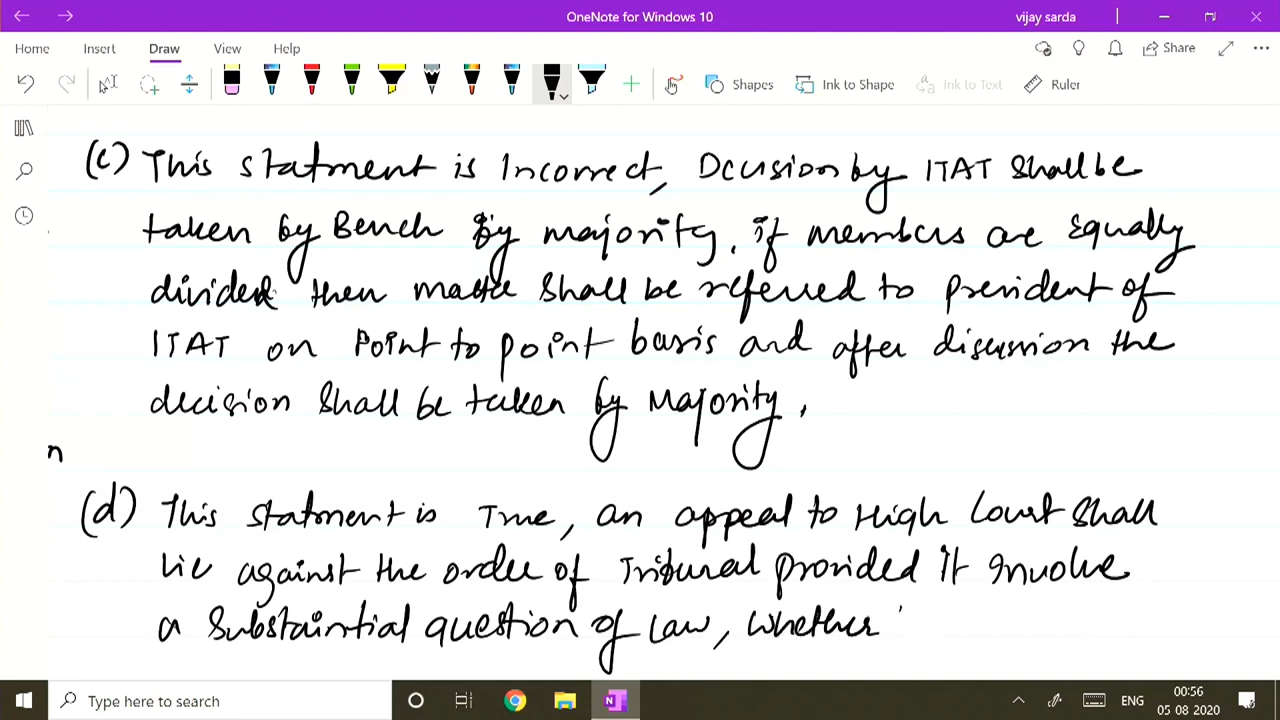 OneNote for Windows 10
vijay sarda
Home Insert Draw View Help
Share
Shapes Ink to Shape Ink to Text Ruler
(c) This statment is Incorrect, Dcusion by ITAT Shall be
taken by Bench By majority, if members are Equally
divided then matter Shall be referred to president of
ITAT on Point to point basis and after discussion the
decision Shall be taken by Majority,
n
(d) This statment is True, an appeal to High Court Shall
lie against the order of Tribunal provided it involve
a Substaintial question of Law, whether
Type here to search
ENG
00:56
05-08-2020